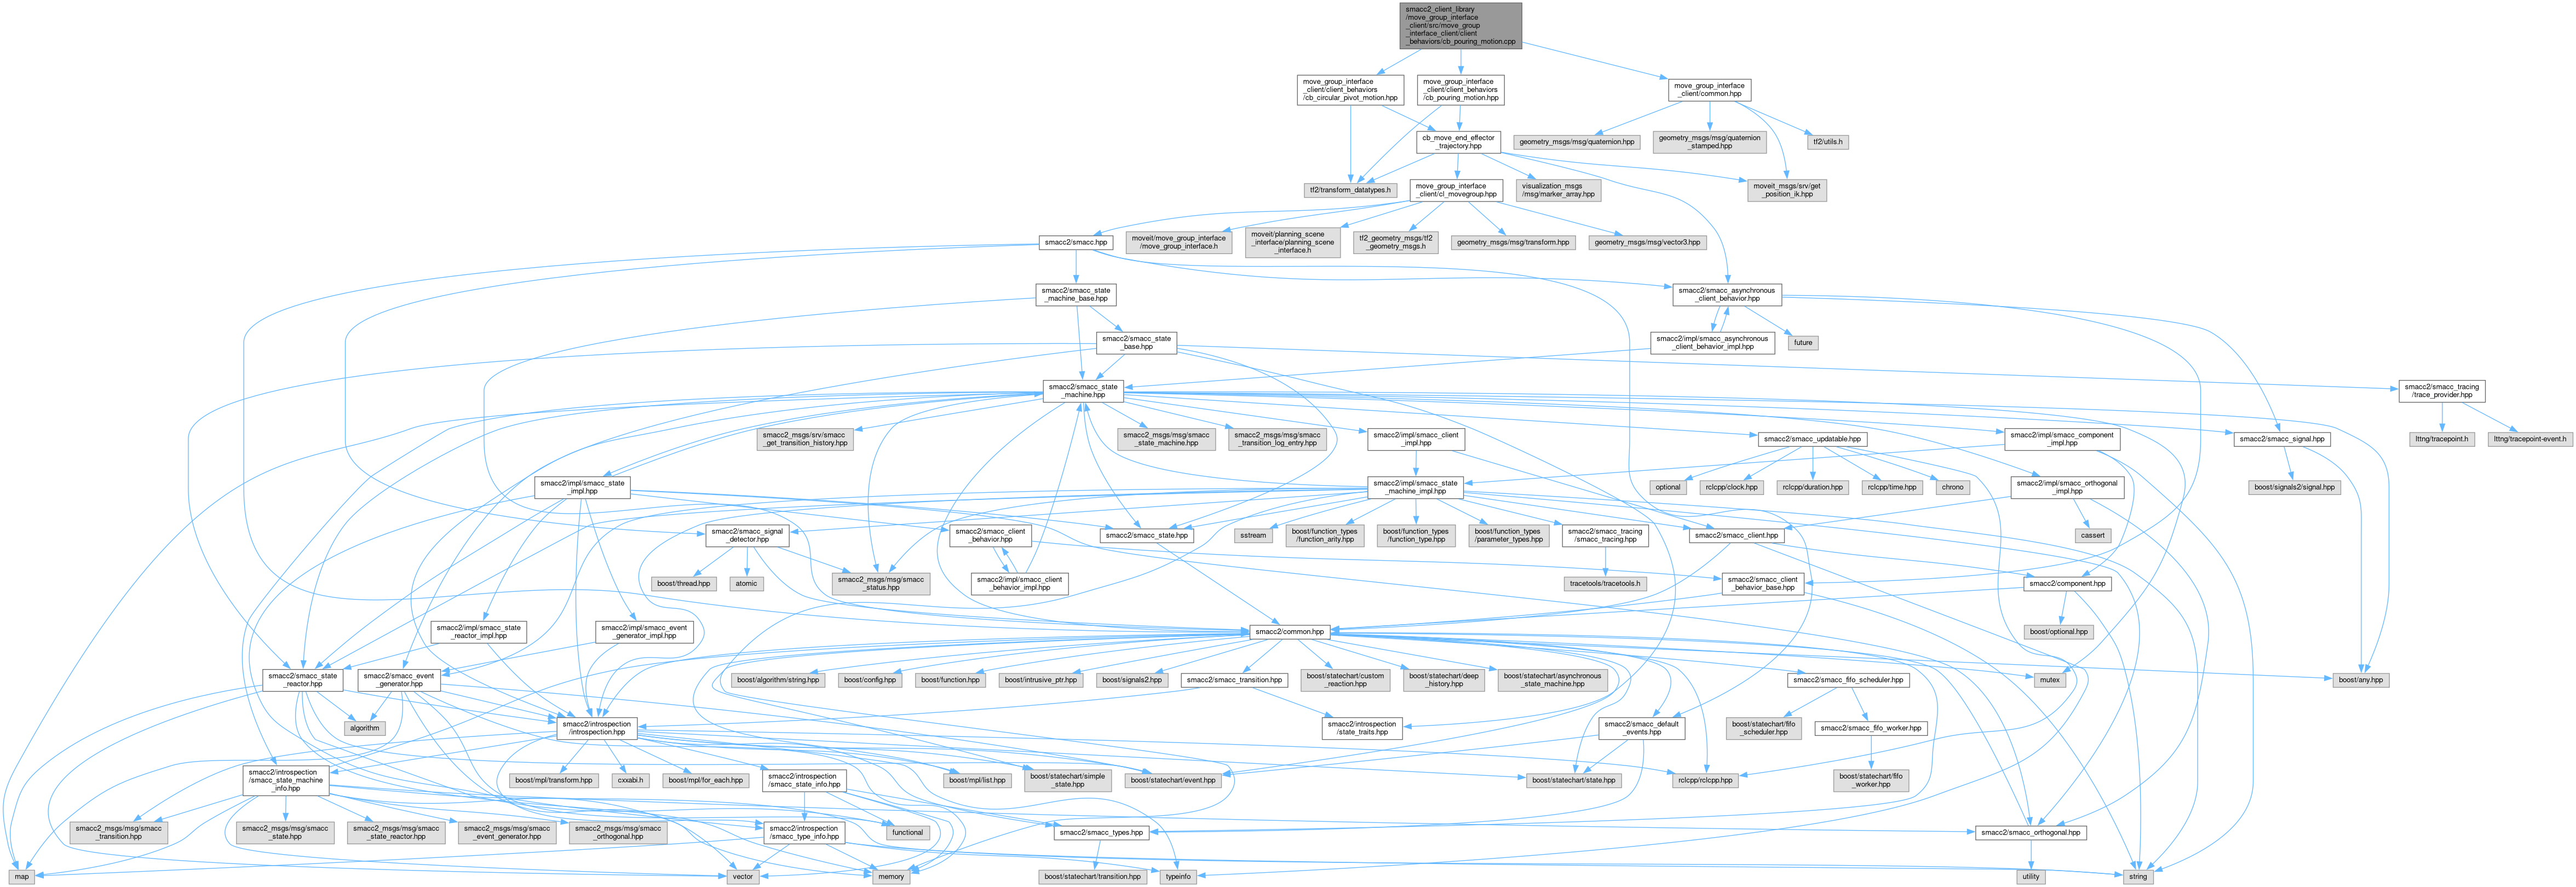 smacc2_client_library
/move_group_interface
_client/src/move_group
_interface_client/client
_behaviors/cb_pouring_motion.cpp
move_group_interface
_client/client_behaviors
/cb_circular_pivot_motion.hpp
move_group_interface
_client/client_behaviors
/cb_pouring_motion.hpp
move_group_interface
_client/common.hpp
cb_move_end_effector
_trajectory.hpp
geometry_msgs/msg/quaternion.hpp
geometry_msgs/msg/quaternion
_stamped.hpp
tf2/utils.h
tf2/transform_datatypes.h
move_group_interface
_client/cl_movegroup.hpp
visualization_msgs
/msg/marker_array.hpp
moveit_msgs/srv/get
_position_ik.hpp
smacc2/smacc.hpp
moveit/move_group_interface
/move_group_interface.h
moveit/planning_scene
_interface/planning_scene
_interface.h
tf2_geometry_msgs/tf2
_geometry_msgs.h
geometry_msgs/msg/transform.hpp
geometry_msgs/msg/vector3.hpp
smacc2/smacc_state
_machine_base.hpp
smacc2/smacc_asynchronous
_client_behavior.hpp
smacc2/smacc_state
_base.hpp
smacc2/impl/smacc_asynchronous
_client_behavior_impl.hpp
future
smacc2/smacc_state
_machine.hpp
smacc2/smacc_tracing
/trace_provider.hpp
smacc2_msgs/srv/smacc
_get_transition_history.hpp
smacc2_msgs/msg/smacc
_state_machine.hpp
smacc2_msgs/msg/smacc
_transition_log_entry.hpp
smacc2/impl/smacc_client
_impl.hpp
smacc2/smacc_updatable.hpp
smacc2/impl/smacc_component
_impl.hpp
smacc2/smacc_signal.hpp
lttng/tracepoint.h
lttng/tracepoint-event.h
smacc2/impl/smacc_state
_impl.hpp
smacc2/impl/smacc_state
_machine_impl.hpp
optional
rclcpp/clock.hpp
rclcpp/duration.hpp
rclcpp/time.hpp
chrono
smacc2/impl/smacc_orthogonal
_impl.hpp
boost/signals2/signal.hpp
smacc2/smacc_signal
_detector.hpp
smacc2/smacc_client
_behavior.hpp
smacc2/smacc_state.hpp
sstream
boost/function_types
/function_arity.hpp
boost/function_types
/function_type.hpp
boost/function_types
/parameter_types.hpp
smacc2/smacc_tracing
/smacc_tracing.hpp
smacc2/smacc_client.hpp
cassert
boost/thread.hpp
atomic
smacc2_msgs/msg/smacc
_status.hpp
smacc2/impl/smacc_client
_behavior_impl.hpp
tracetools/tracetools.h
smacc2/smacc_client
_behavior_base.hpp
smacc2/component.hpp
smacc2/impl/smacc_state
_reactor_impl.hpp
smacc2/impl/smacc_event
_generator_impl.hpp
smacc2/common.hpp
boost/optional.hpp
smacc2/smacc_state
_reactor.hpp
smacc2/smacc_event
_generator.hpp
boost/algorithm/string.hpp
boost/config.hpp
boost/function.hpp
boost/intrusive_ptr.hpp
boost/signals2.hpp
smacc2/smacc_transition.hpp
boost/statechart/custom
_reaction.hpp
boost/statechart/deep
_history.hpp
boost/statechart/asynchronous
_state_machine.hpp
smacc2/smacc_fifo_scheduler.hpp
mutex
boost/any.hpp
algorithm
smacc2/introspection
/introspection.hpp
smacc2/introspection
/state_traits.hpp
smacc2/smacc_default
_events.hpp
boost/statechart/fifo
_scheduler.hpp
smacc2/smacc_fifo_worker.hpp
smacc2/introspection
/smacc_state_machine
_info.hpp
boost/mpl/transform.hpp
cxxabi.h
boost/mpl/for_each.hpp
smacc2/introspection
/smacc_state_info.hpp
boost/mpl/list.hpp
boost/statechart/simple
_state.hpp
boost/statechart/event.hpp
boost/statechart/state.hpp
rclcpp/rclcpp.hpp
boost/statechart/fifo
_worker.hpp
smacc2_msgs/msg/smacc
_transition.hpp
smacc2_msgs/msg/smacc
_state.hpp
smacc2_msgs/msg/smacc
_state_reactor.hpp
smacc2_msgs/msg/smacc
_event_generator.hpp
smacc2_msgs/msg/smacc
_orthogonal.hpp
smacc2/introspection
/smacc_type_info.hpp
functional
smacc2/smacc_types.hpp
smacc2/smacc_orthogonal.hpp
map
vector
memory
boost/statechart/transition.hpp
typeinfo
utility
string